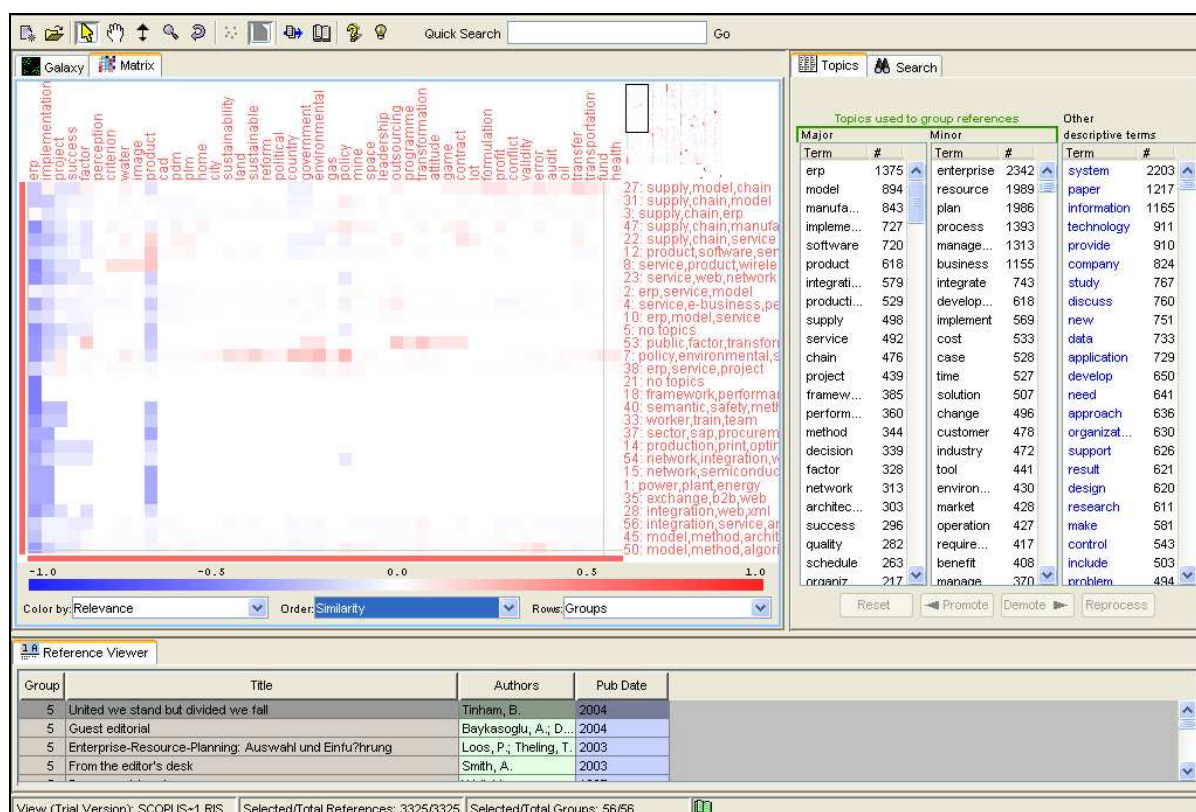 Quick Search Go
Galaxy Matrix
Topics Search
erp
implementation
project
success
factor
perception
criterion
water
image
product
cad
pdm
plm
home
city
sustainability
land
sustainable
reform
political
country
government
environmental
gas
policy
mine
space
leadership
outsourcing
programme
transformation
attitude
game
contract
lot
formulation
profit
conflict
validity
error
audit
oil
transfer
transportation
fund
health
27: supply,model,chain
31: supply,chain,model
3: supply,chain,erp
47: supply,chain,manufa
22: supply,chain,service
12: product,software,ser
8: service,product,wirele
23: service,web,network
2: erp,service,model
4: service,e-business,pe
10: erp,model,service
5: no topics
53: public,factor,transfor
7: policy,environmental,s
38: erp,service,project
21: no topics
18: framework,performa
40: semantic,safety,meth
33: worker,train,team
37: sector,sap,procurem
14: production,print,optir
54: network,integration,w
15: network,semiconduc
1: power,plant,energy
35: exchange,b2b,web
28: integration,web,xml
56: integration,service,ar
45: model,method,archit
50: model,method,algori
-1.0 -0.5 0.0 0.5 1.0
Color by: Relevance Order: Similarity Rows: Groups
Topics used to group references Other
Major Minor descriptive terms
Term # Term # Term #
erp 1375 enterprise 2342 system 2203
model 894 resource 1989 paper 1217
manufa... 843 plan 1986 information 1165
impleme... 727 process 1393 technology 911
software 720 manage... 1313 provide 910
product 618 business 1155 company 824
integrati... 579 integrate 743 study 767
producti... 529 develop... 618 discuss 760
supply 498 implement 569 new 751
service 492 cost 533 data 733
chain 476 case 528 application 729
project 439 time 527 develop 650
framew... 385 solution 507 need 641
perform... 360 change 496 approach 636
method 344 customer 478 organizat... 630
decision 339 industry 472 support 626
factor 328 tool 441 result 621
network 313 environ... 430 design 620
architec... 303 market 428 research 611
success 296 operation 427 make 581
quality 282 require... 417 control 543
schedule 263 benefit 408 include 503
organiz 217 manage 370 problem 494
Reset Promote Demote Reprocess
Reference Viewer
Group Title Authors Pub Date
5 United we stand but divided we fall Tinham, B. 2004
5 Guest editorial Baykasoglu, A.; D... 2004
5 Enterprise-Resource-Planning: Auswahl und Einfu?hrung Loos, P.; Theling, T. 2003
5 From the editor's desk Smith, A. 2003
View (Trial Version): SCOPUS~1.RIS Selected/Total References: 3325/3325 Selected/Total Groups: 56/56